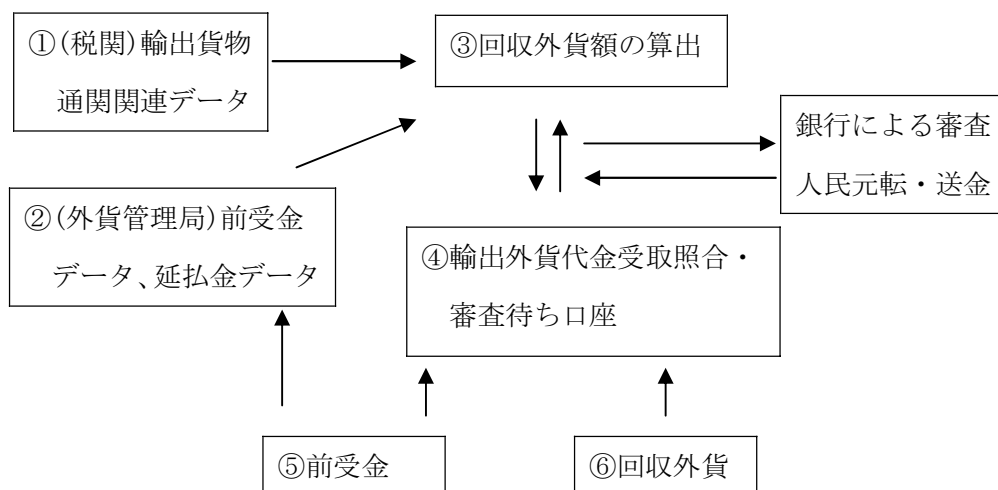 ①(税関)輸出貨物
通関関連データ
③回収外貨額の算出
銀行による審査
人民元転・送金
②(外貨管理局)前受金
データ、延払金データ
④輸出外貨代金受取照合・
審査待ち口座
⑤前受金
⑥回収外貨